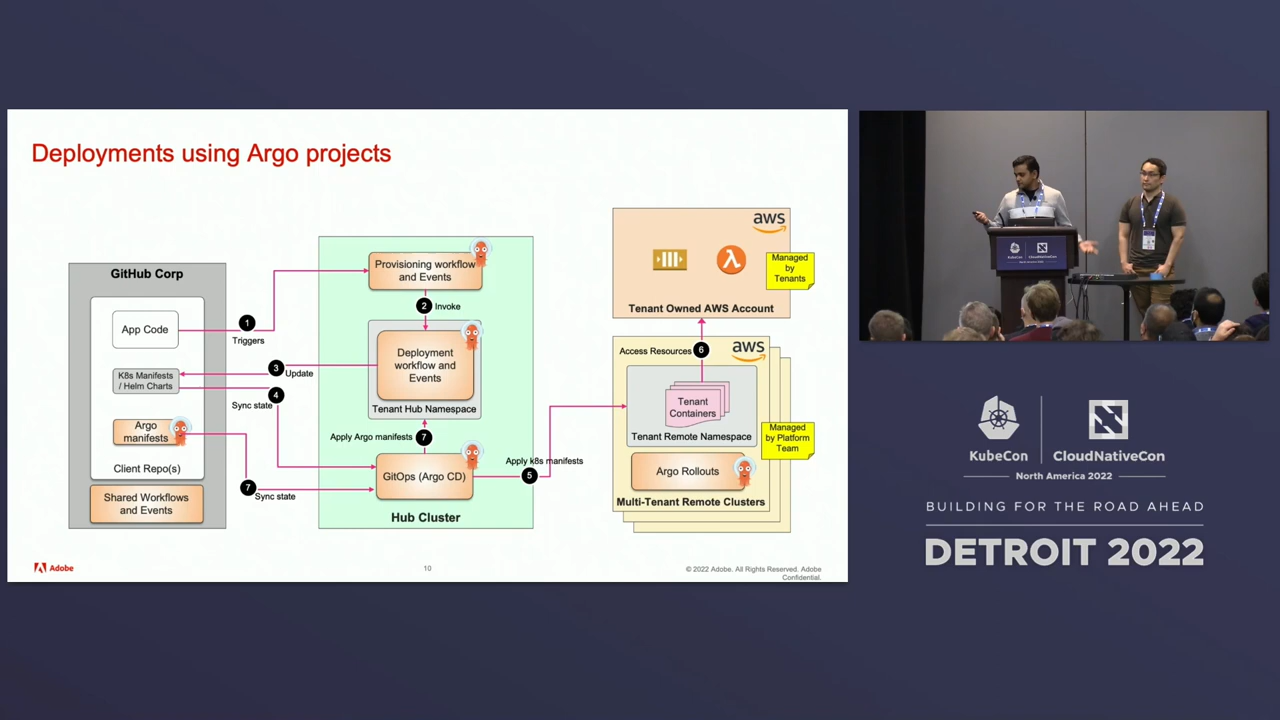 Deployments using Argo projects
GitHub Corp
App Code
K8s Manifests
/ Helm Charts
Argo
manifests
Client Repo(s)
Shared Workflows
and Events
1
Triggers
3
Update
4
Sync state
7
Sync state
Provisioning workflow
and Events
2
Invoke
Deployment
workflow and
Events
Tenant Hub Namespace
Apply Argo manifests
7
GitOps (Argo CD)
Hub Cluster
Apply k8s manifests
5
aws
λ
Managed
by
Tenants
Tenant Owned AWS Account
Access Resources
6
aws
Tenant
Containers
Tenant Remote Namespace
Managed
by Platform
Team
Argo Rollouts
Multi-Tenant Remote Clusters
Adobe
10
© 2022 Adobe. All Rights Reserved. Adobe
Confidential.
KubeCon
CloudNativeCon
KubeCon
CloudNativeCon
North America 2022
BUILDING FOR THE ROAD AHEAD
DETROIT 2022